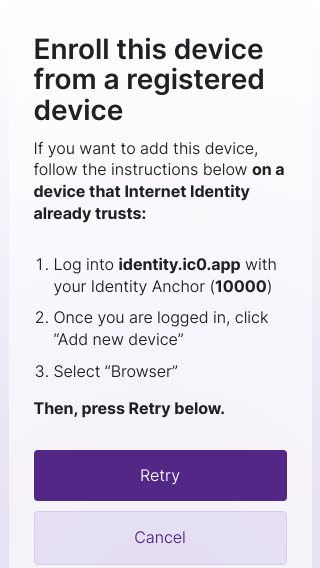 Enroll this device
from a registered
device
If you want to add this device,
follow the instructions below on a
device that Internet Identity
already trusts:
1. Log into identity.ic0.app with
your Identity Anchor (10000)
2. Once you are logged in, click
“Add new device”
3. Select “Browser”
Then, press Retry below.
Retry
Cancel